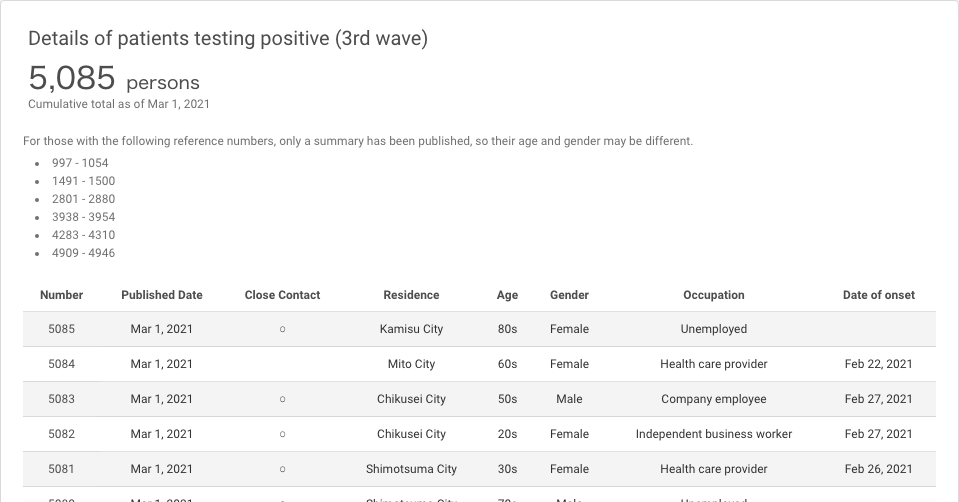 Details of patients testing positive (3rd wave)
5,085 persons
Cumulative total as of Mar 1, 2021
For those with the following reference numbers, only a summary has been published, so their age and gender may be different.
• 997 - 1054
• 1491 - 1500
• 2801 - 2880
• 3938 - 3954
• 4283 - 4310
• 4909 - 4946
Number Published Date Close Contact Residence Age Gender Occupation Date of onset
5085 Mar 1, 2021 ○ Kamisu City 80s Female Unemployed
5084 Mar 1, 2021 Mito City 60s Female Health care provider Feb 22, 2021
5083 Mar 1, 2021 ○ Chikusei City 50s Male Company employee Feb 27, 2021
5082 Mar 1, 2021 ○ Chikusei City 20s Female Independent business worker Feb 27, 2021
5081 Mar 1, 2021 ○ Shimotsuma City 30s Female Health care provider Feb 26, 2021